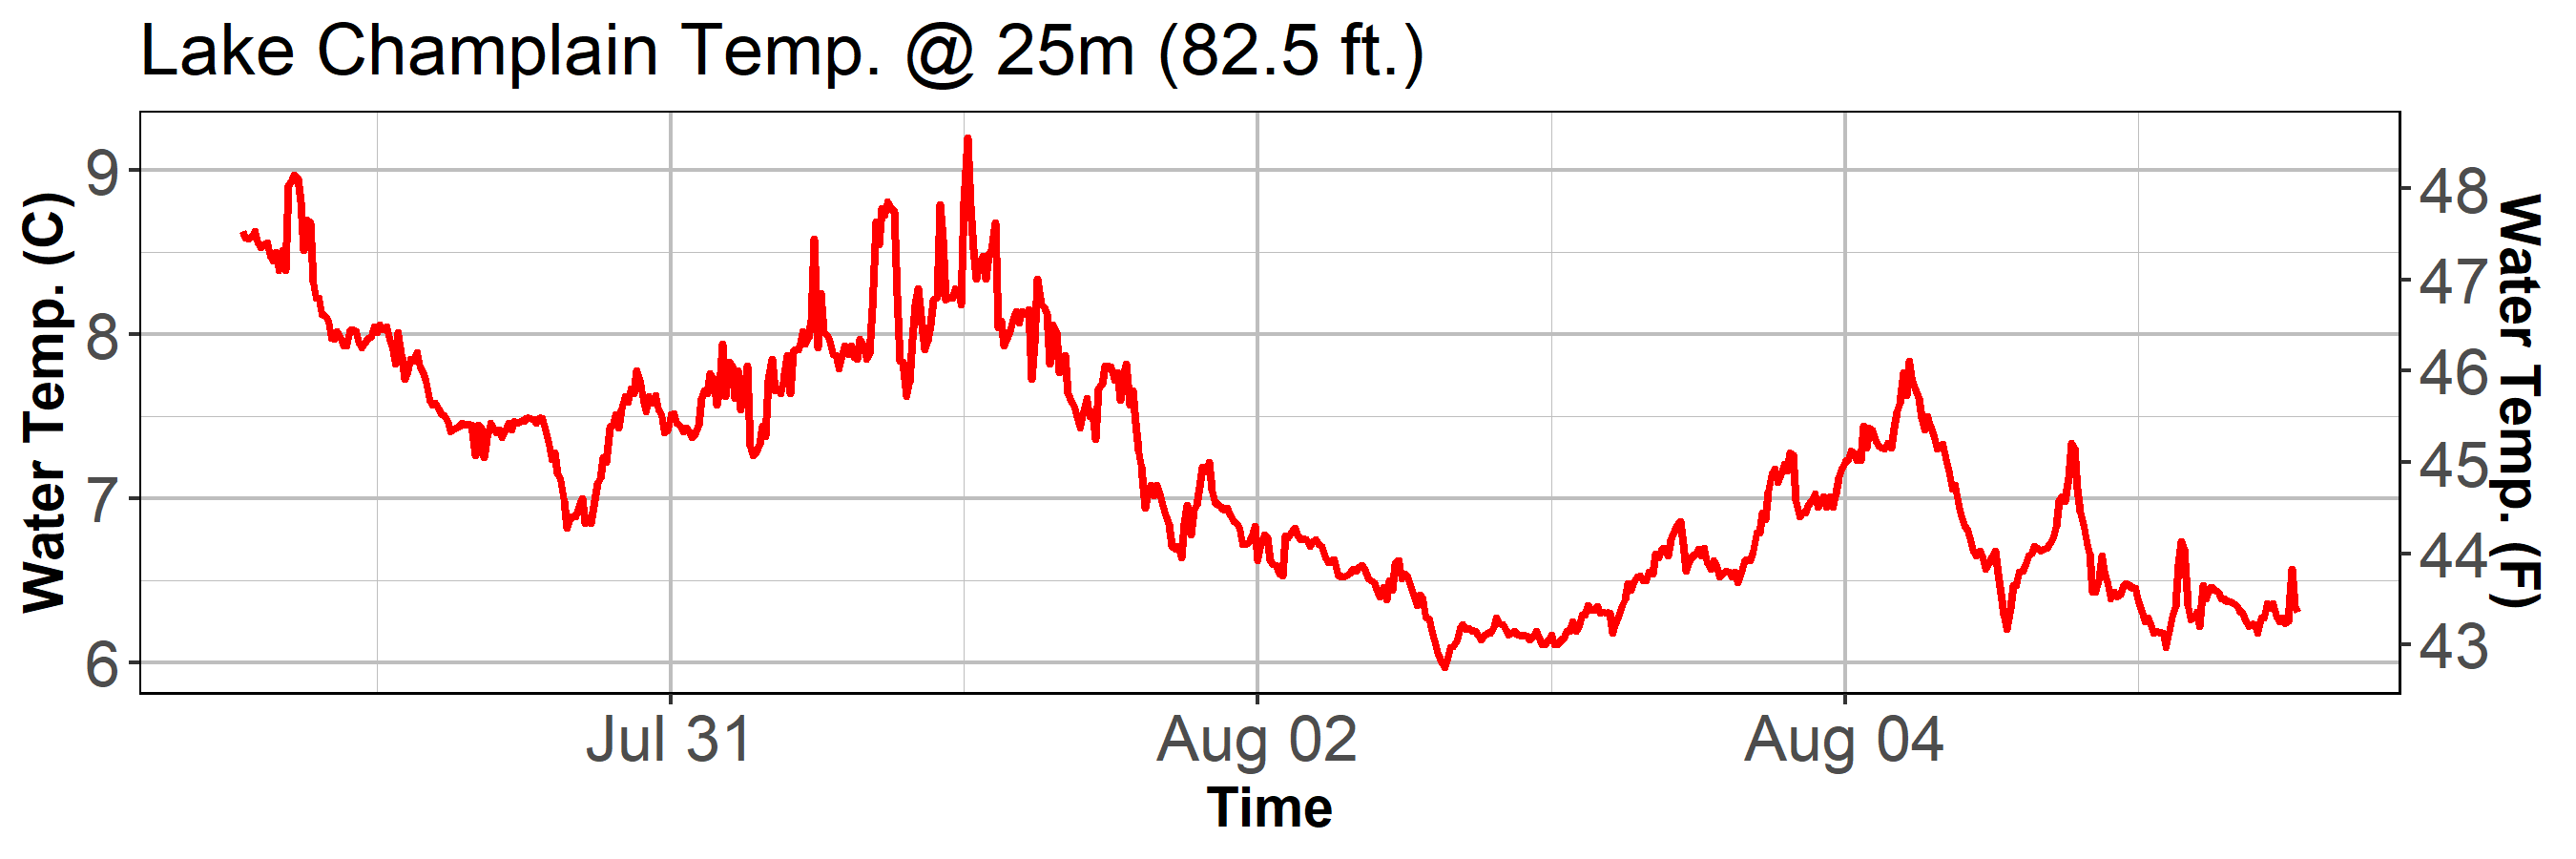 Lake Champlain Temp. @ 25m (82.5 ft.)
Water Temp. (C)
9
8
7
6
48
47
46
45
44
43
Water Temp. (F)
Jul 31
Aug 02
Aug 04
Time